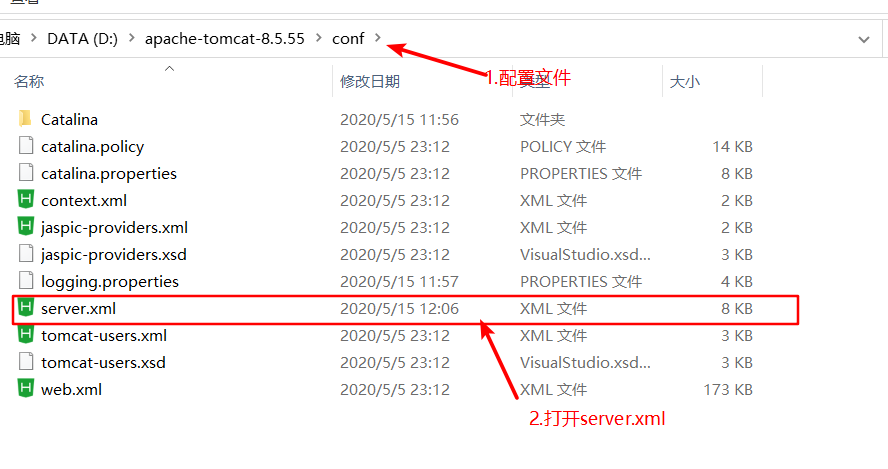 电脑 > DATA (D:) > apache-tomcat-8.5.55 > conf >
1.配置文件
名称 修改日期 类型 大小
Catalina 2020/5/15 11:56 文件夹
catalina.policy 2020/5/5 23:12 POLICY 文件 14 KB
catalina.properties 2020/5/5 23:12 PROPERTIES 文件 8 KB
context.xml 2020/5/5 23:12 XML 文件 2 KB
jaspic-providers.xml 2020/5/5 23:12 XML 文件 2 KB
jaspic-providers.xsd 2020/5/5 23:12 VisualStudio.xsd... 3 KB
logging.properties 2020/5/15 11:57 PROPERTIES 文件 4 KB
server.xml 2020/5/15 12:06 XML 文件 8 KB
tomcat-users.xml 2020/5/5 23:12 XML 文件 3 KB
tomcat-users.xsd 2020/5/5 23:12 VisualStudio.xsd... 3 KB
web.xml 2020/5/5 23:12 XML 文件 173 KB
2.打开server.xml